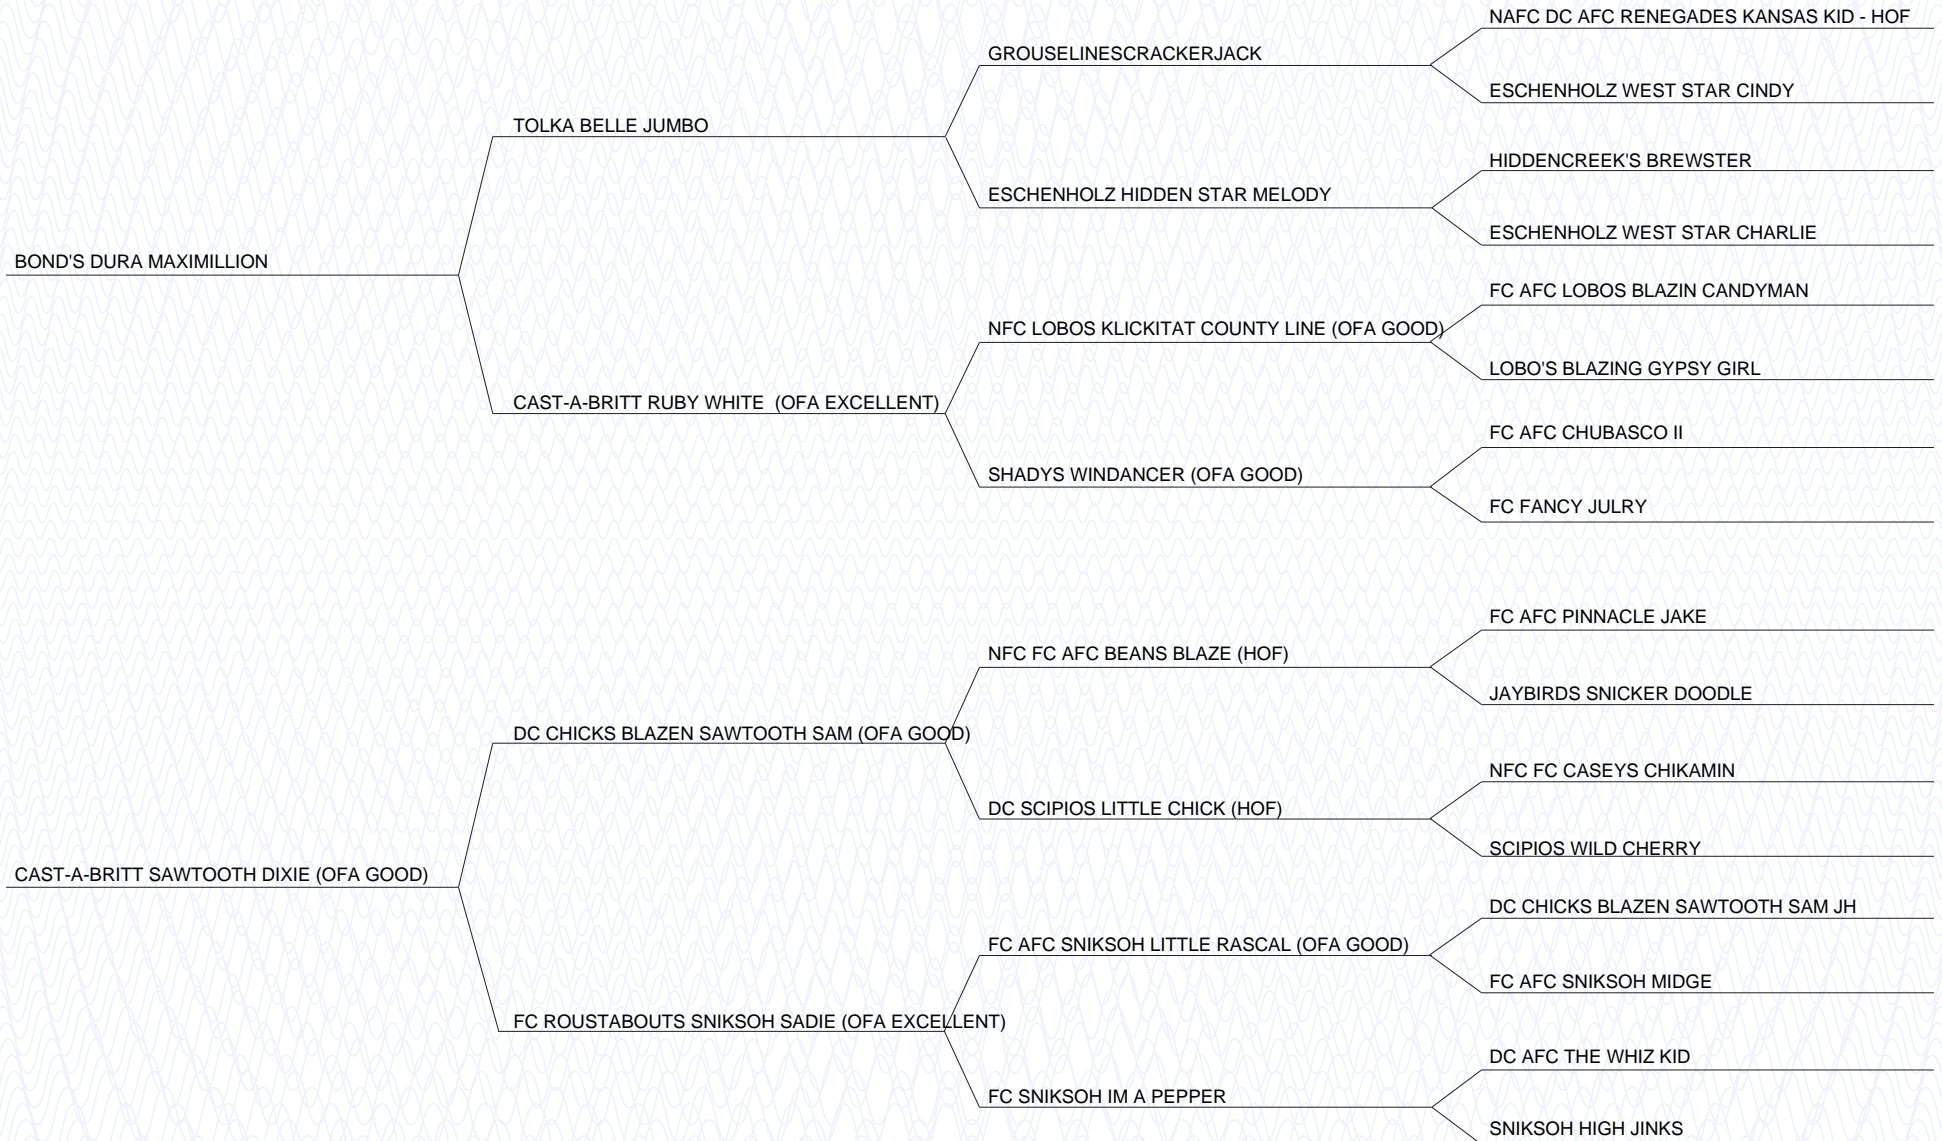 NAFC DC AFC RENEGADES KANSAS KID - HOF
GROUSELINESCRACKERJACK
ESCHENHOLZ WEST STAR CINDY
TOLKA BELLE JUMBO
HIDDENCREEK'S BREWSTER
ESCHENHOLZ HIDDEN STAR MELODY
ESCHENHOLZ WEST STAR CHARLIE
BOND'S DURA MAXIMILLION
FC AFC LOBOS BLAZIN CANDYMAN
NFC LOBOS KLICKITAT COUNTY LINE (OFA GOOD)
LOBO'S BLAZING GYPSY GIRL
CAST-A-BRITT RUBY WHITE  (OFA EXCELLENT)
FC AFC CHUBASCO II
SHADYS WINDANCER (OFA GOOD)
FC FANCY JULRY
FC AFC PINNACLE JAKE
NFC FC AFC BEANS BLAZE (HOF)
JAYBIRDS SNICKER DOODLE
DC CHICKS BLAZEN SAWTOOTH SAM (OFA GOOD)
NFC FC CASEYS CHIKAMIN
DC SCIPIOS LITTLE CHICK (HOF)
SCIPIOS WILD CHERRY
CAST-A-BRITT SAWTOOTH DIXIE (OFA GOOD)
DC CHICKS BLAZEN SAWTOOTH SAM JH
FC AFC SNIKSOH LITTLE RASCAL (OFA GOOD)
FC AFC SNIKSOH MIDGE
FC ROUSTABOUTS SNIKSOH SADIE (OFA EXCELLENT)
DC AFC THE WHIZ KID
FC SNIKSOH IM A PEPPER
SNIKSOH HIGH JINKS